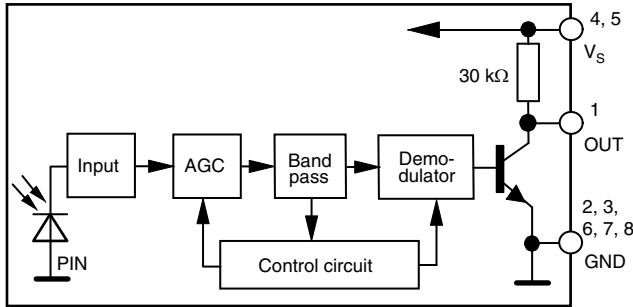 4, 5
V_S
30 kΩ
1
OUT
Input
AGC
Band
pass
Demo-
dulator
2, 3,
6, 7, 8
GND
PIN
Control circuit